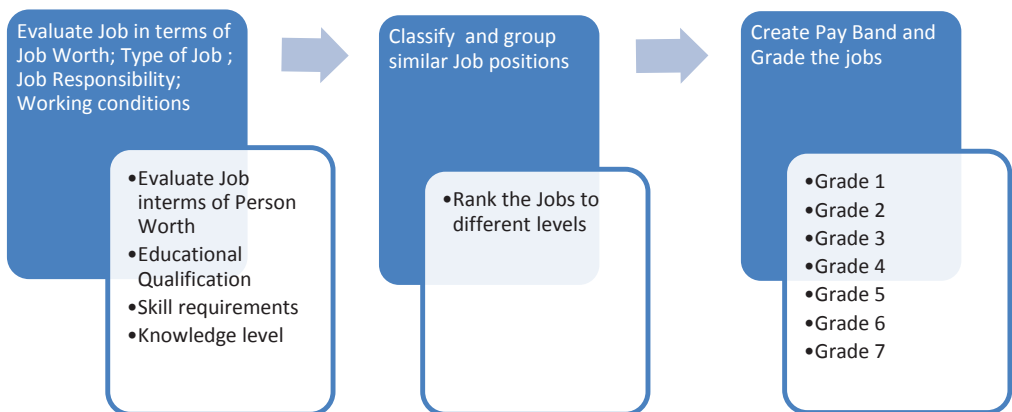 Evaluate Job in terms of
Job Worth; Type of Job ;
Job Responsibility;
Working conditions
•Evaluate Job
interms of Person
Worth
•Educational
Qualification
•Skill requirements
•Knowledge level
Classify and group
similar Job positions
•Rank the Jobs to
different levels
Create Pay Band and
Grade the jobs
•Grade 1
•Grade 2
•Grade 3
•Grade 4
•Grade 5
•Grade 6
•Grade 7